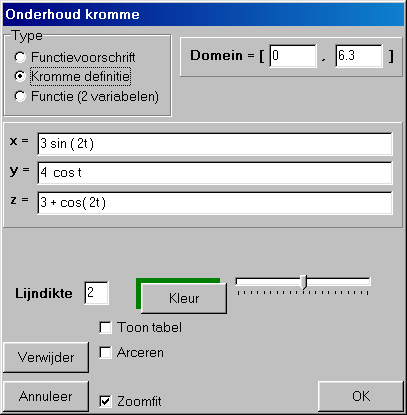 Onderhoud kromme
Type
Functievoorschrift
Kromme definitie
Functie (2 variabelen)
Domein = [ 0 , 6.3 ]
x = 3 sin ( 2t )
y = 4 cos t
z = 3 + cos( 2t )
Lijndikte 2
Kleur
Toon tabel
Verwijder
Arceren
Annuleer
Zoomfit
OK